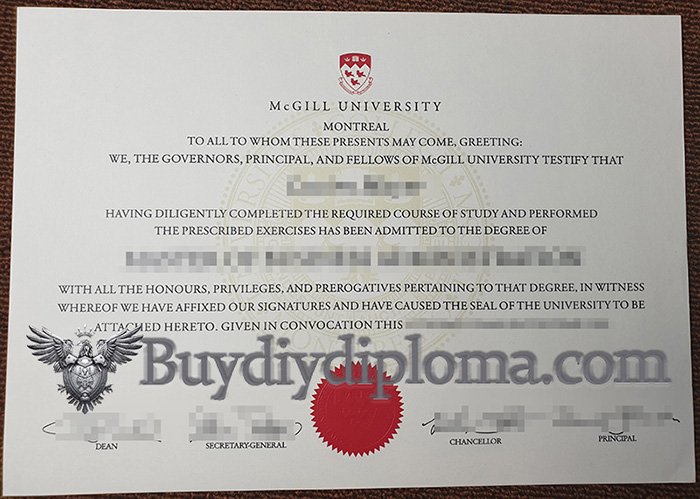 McGILL UNIVERSITY
MONTREAL
TO ALL TO WHOM THESE PRESENTS MAY COME, GREETING:
WE, THE GOVERNORS, PRINCIPAL, AND FELLOWS OF McGILL UNIVERSITY TESTIFY THAT
HAVING DILIGENTLY COMPLETED THE REQUIRED COURSE OF STUDY AND PERFORMED
THE PRESCRIBED EXERCISES HAS BEEN ADMITTED TO THE DEGREE OF
WITH ALL THE HONOURS, PRIVILEGES, AND PREROGATIVES PERTAINING TO THAT DEGREE, IN WITNESS
WHEREOF WE HAVE AFFIXED OUR SIGNATURES AND HAVE CAUSED THE SEAL OF THE UNIVERSITY TO BE
ATTACHED HERETO. GIVEN IN CONVOCATION THIS
Buydiydiploma.com
DEAN
SECRETARY-GENERAL
CHANCELLOR
PRINCIPAL